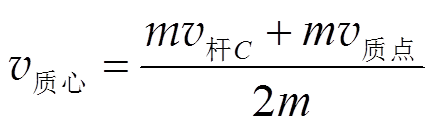 v质心 = (mv杆C + mv质点) / 2m